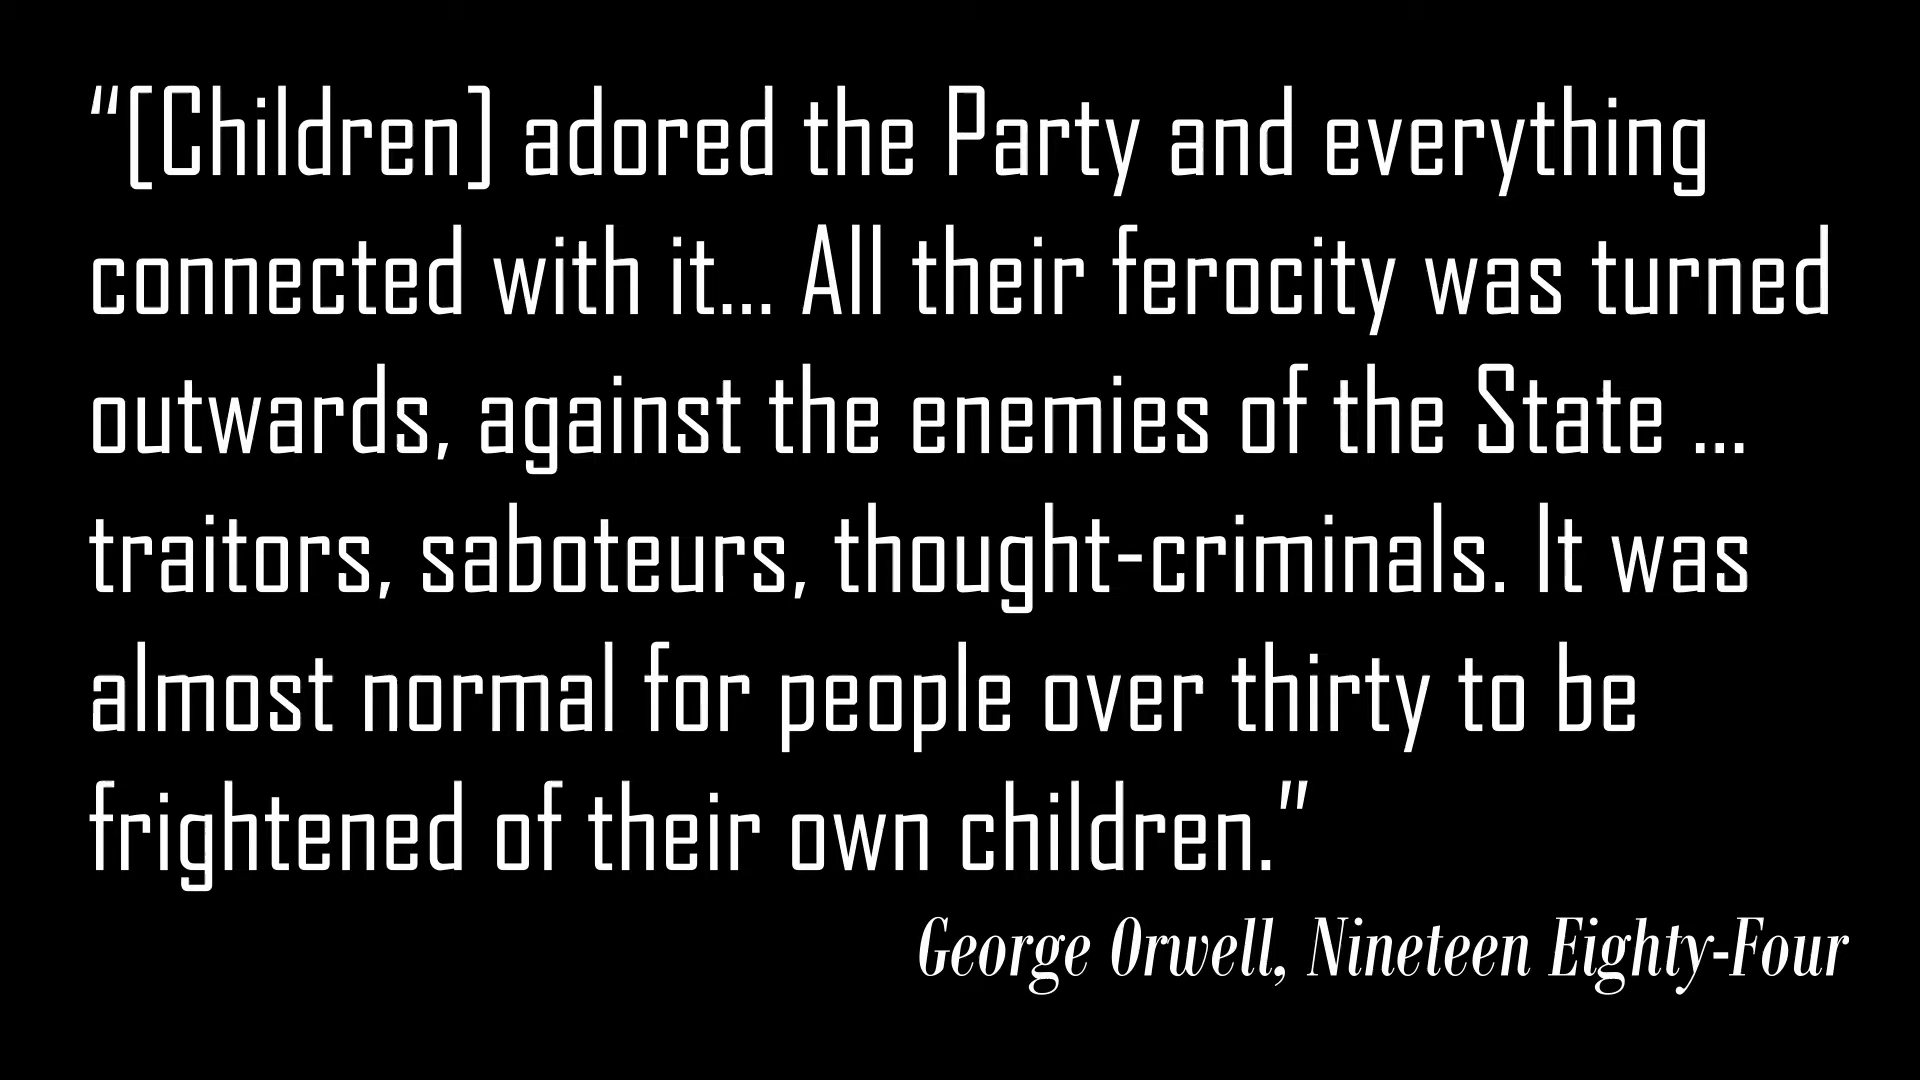 “[Children] adored the Party and everything
connected with it... All their ferocity was turned
outwards, against the enemies of the State ...
traitors, saboteurs, thought-criminals. It was
almost normal for people over thirty to be
frightened of their own children.”
George Orwell, Nineteen Eighty-Four